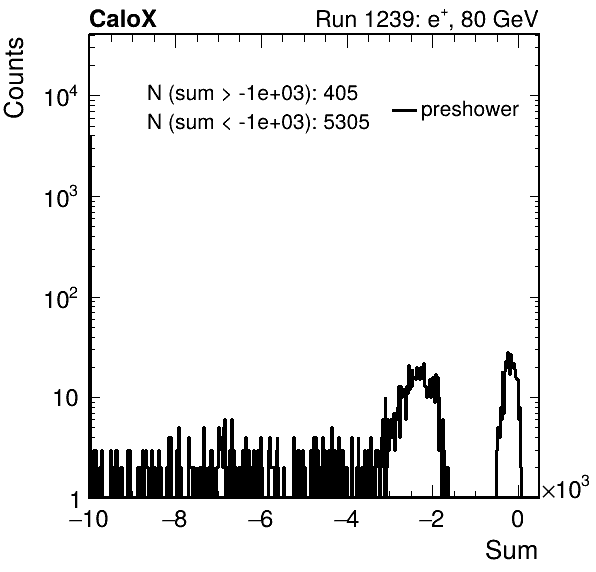 CaloX Run 1239: e⁺, 80 GeV
Counts
N (sum > -1e+03): 405
N (sum < -1e+03): 5305
preshower
10⁴
10³
10²
10
1
−10 −8 −6 −4 −2 0 ×10³
Sum